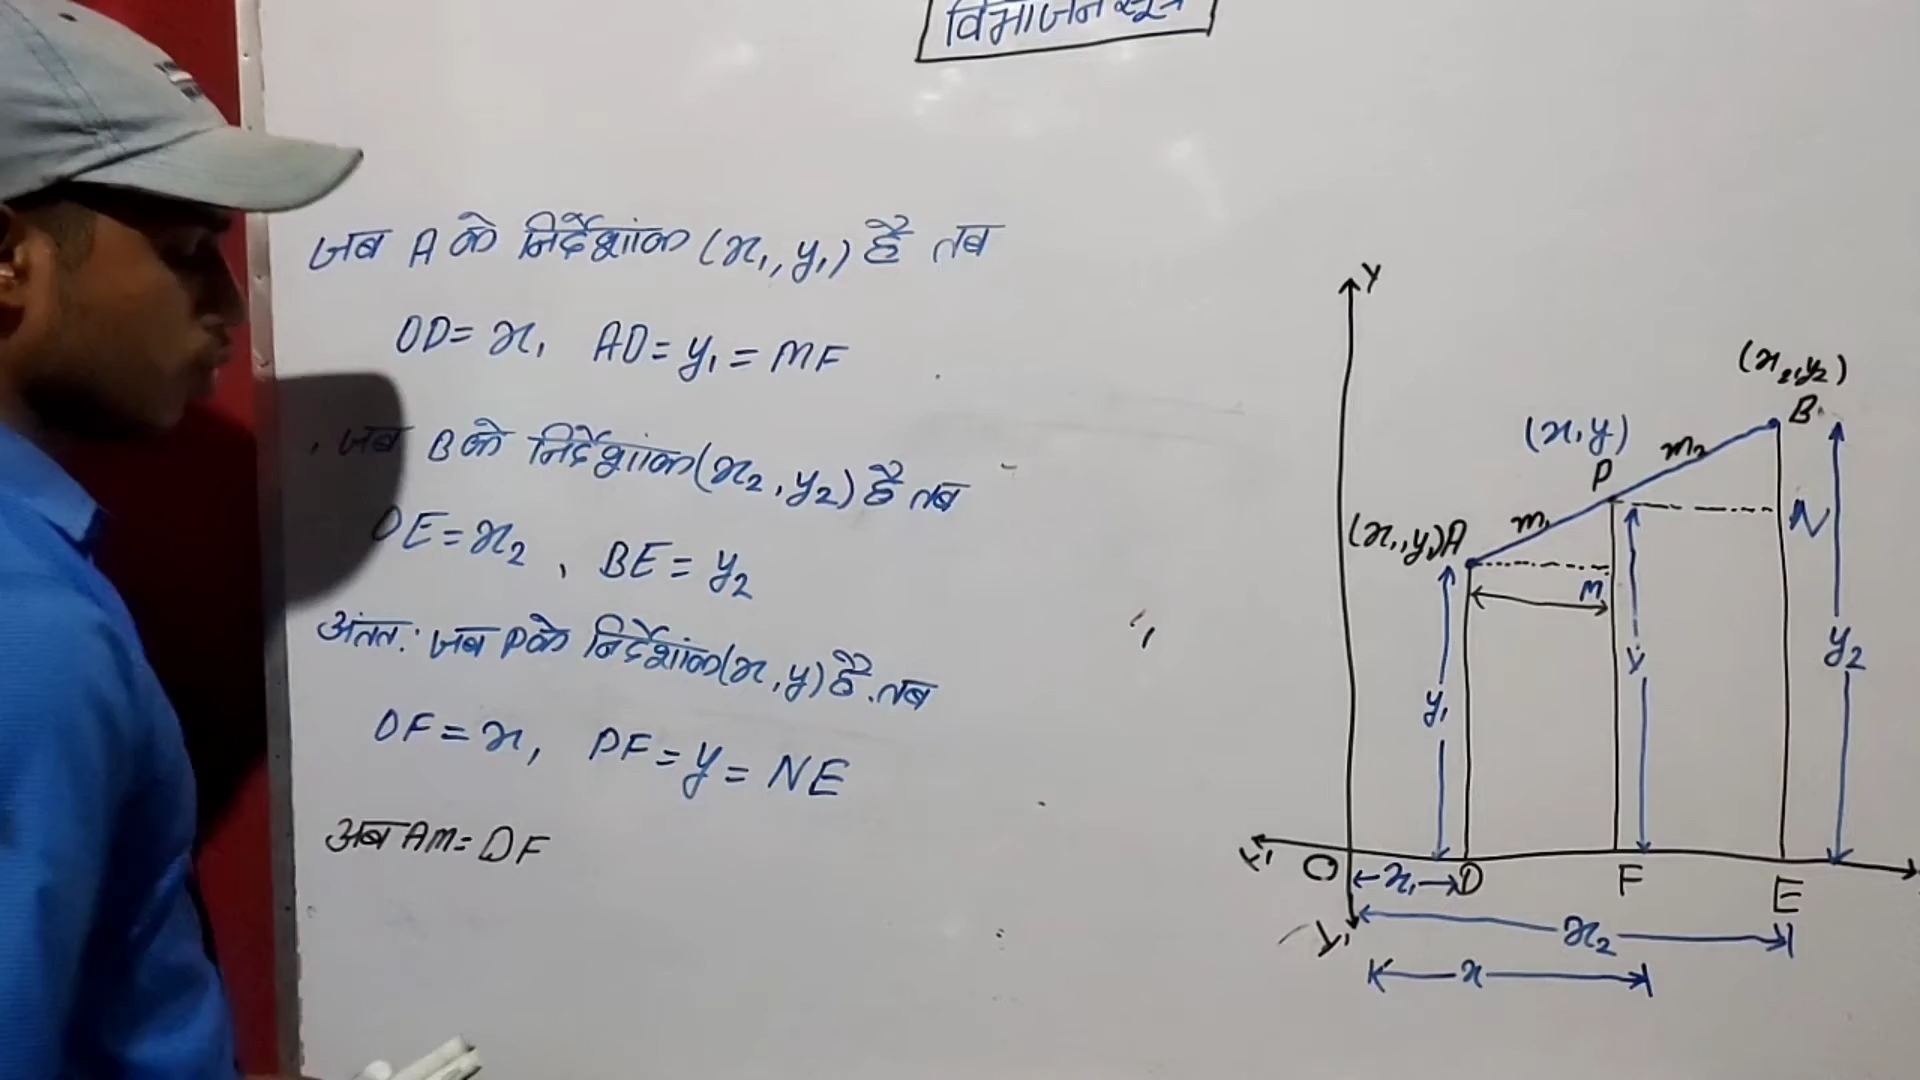 विभाजन सूत्र
जब A के निर्देशांक (x₁, y₁) है तब
OD = x₁ AD = y₁ = MF
जब B के निर्देशांक (x₂, y₂) है तब
OE = x₂, BE = y₂
अंतत: जब P के निर्देशांक (x, y) है. तब
OF = x, PF = y = NE
अब AM = DF
Y
(x₂, y₂)
B
(x, y)
m₂
P
N
(x₁, y₁) A
m₁
M
y₂
y
y₁
O
x₁
D
F
E
x₂
x